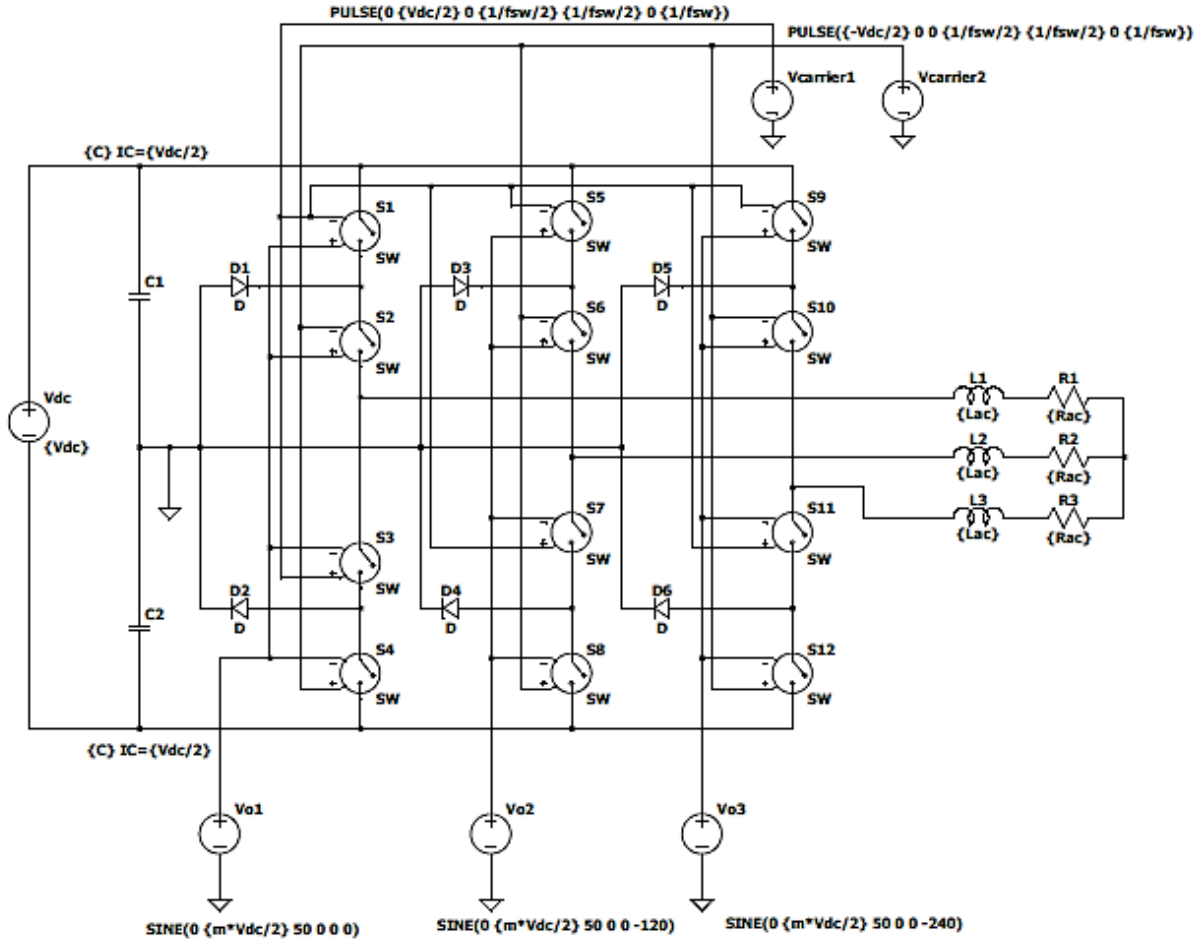 PULSE(0 {Vdc/2} 0 {1/fsw/2} {1/fsw/2} 0 {1/fsw})
PULSE({-Vdc/2} 0 0 {1/fsw/2} {1/fsw/2} 0 {1/fsw})
Vcarrier1
Vcarrier2
{C} IC={Vdc/2}
S1
SW
S5
SW
S9
SW
C1
D1
D
D3
D
D5
D
S2
SW
S6
SW
S10
SW
Vdc
{Vdc}
L1
{Lac}
R1
{Rac}
L2
{Lac}
R2
{Rac}
L3
{Lac}
R3
{Rac}
S3
SW
S7
SW
S11
SW
C2
D2
D
D4
D
D6
D
S4
SW
S8
SW
S12
SW
{C} IC={Vdc/2}
Vo1
Vo2
Vo3
SINE(0 {m*Vdc/2} 50 0 0 0)
SINE(0 {m*Vdc/2} 50 0 0 -120)
SINE(0 {m*Vdc/2} 50 0 0 -240)